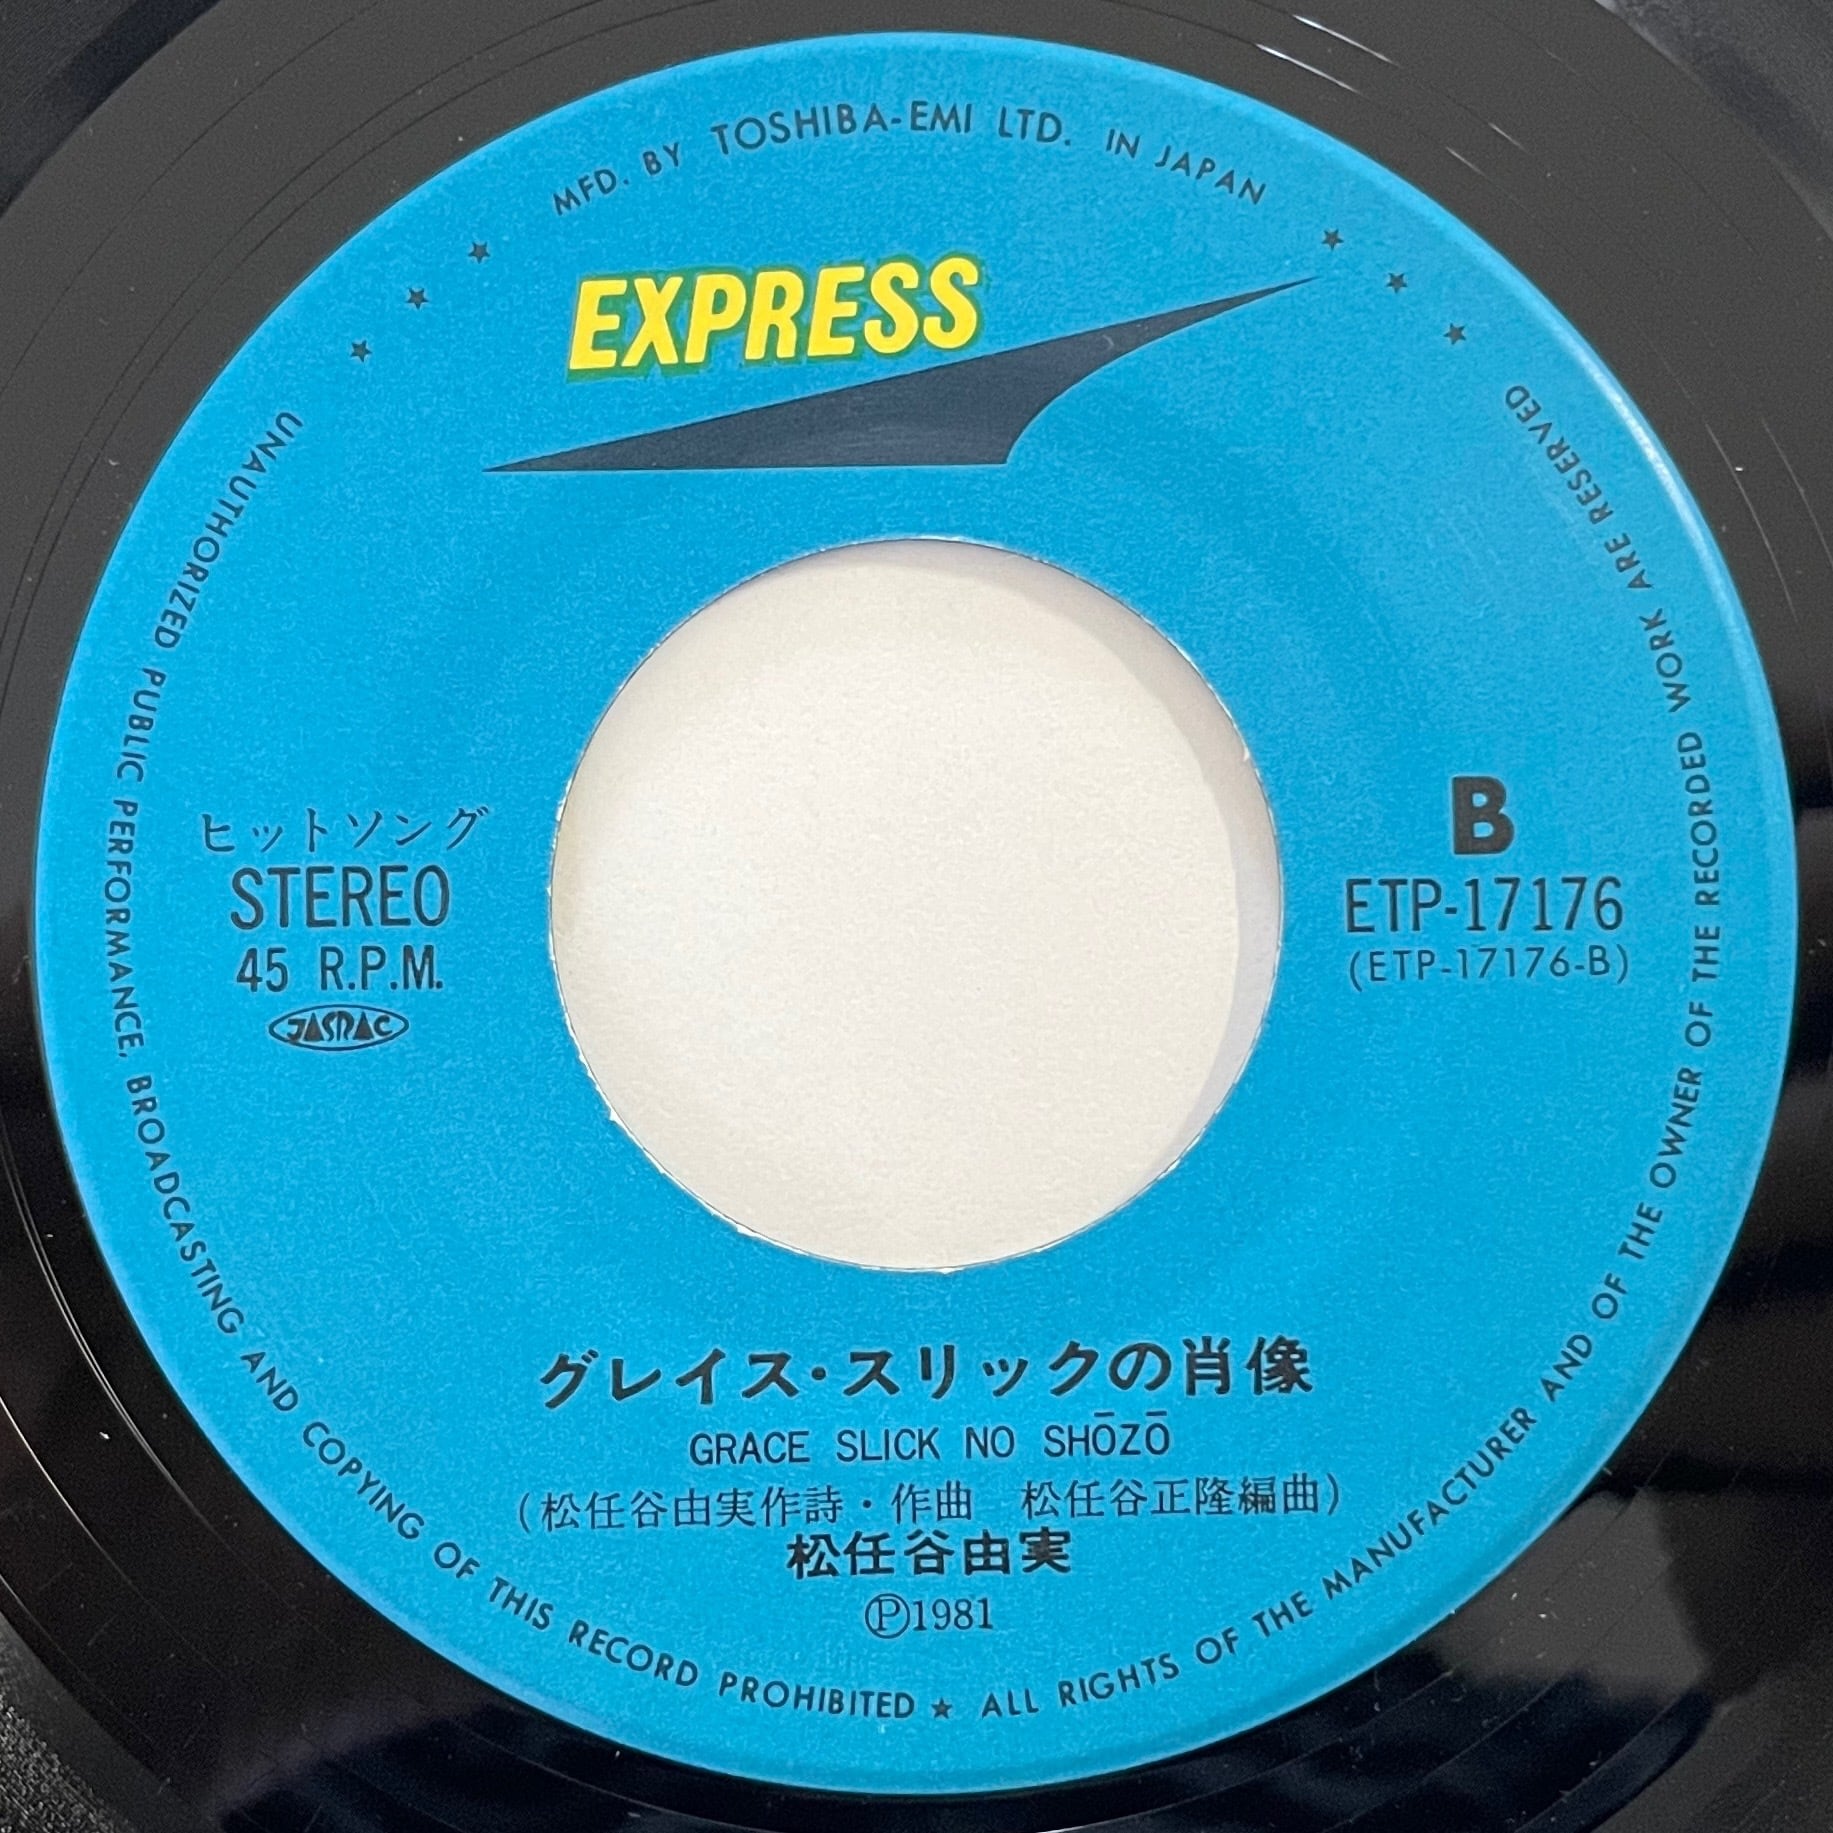 MFD. BY TOSHIBA-EMI LTD. IN JAPAN
EXPRESS
ヒットソング
STEREO
45 R.P.M.
JASRAC
B
ETP-17176
(ETP-17176-B)
グレイス・スリックの肖像
GRACE SLICK NO SHŌZŌ
(松任谷由実作詩・作曲　松任谷正隆編曲)
松任谷由実
Ⓟ1981
UNAUTHORIZED PUBLIC PERFORMANCE, BROADCASTING AND COPYING OF THIS RECORD PROHIBITED ★ ALL RIGHTS OF THE MANUFACTURER AND OF THE OWNER OF THE RECORDED WORK ARE RESERVED